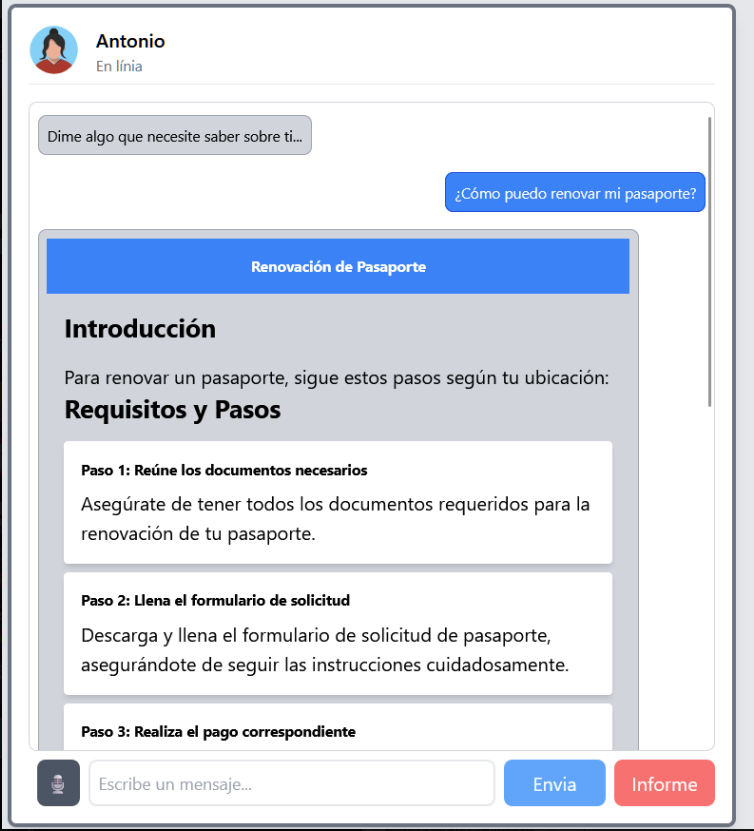 Antonio
En línia
Dime algo que necesite saber sobre ti...
¿Cómo puedo renovar mi pasaporte?
Renovación de Pasaporte
Introducción
Para renovar un pasaporte, sigue estos pasos según tu ubicación:
Requisitos y Pasos
Paso 1: Reúne los documentos necesarios
Asegúrate de tener todos los documentos requeridos para la
renovación de tu pasaporte.
Paso 2: Llena el formulario de solicitud
Descarga y llena el formulario de solicitud de pasaporte,
asegurándote de seguir las instrucciones cuidadosamente.
Paso 3: Realiza el pago correspondiente
Escribe un mensaje...
Envia
Informe